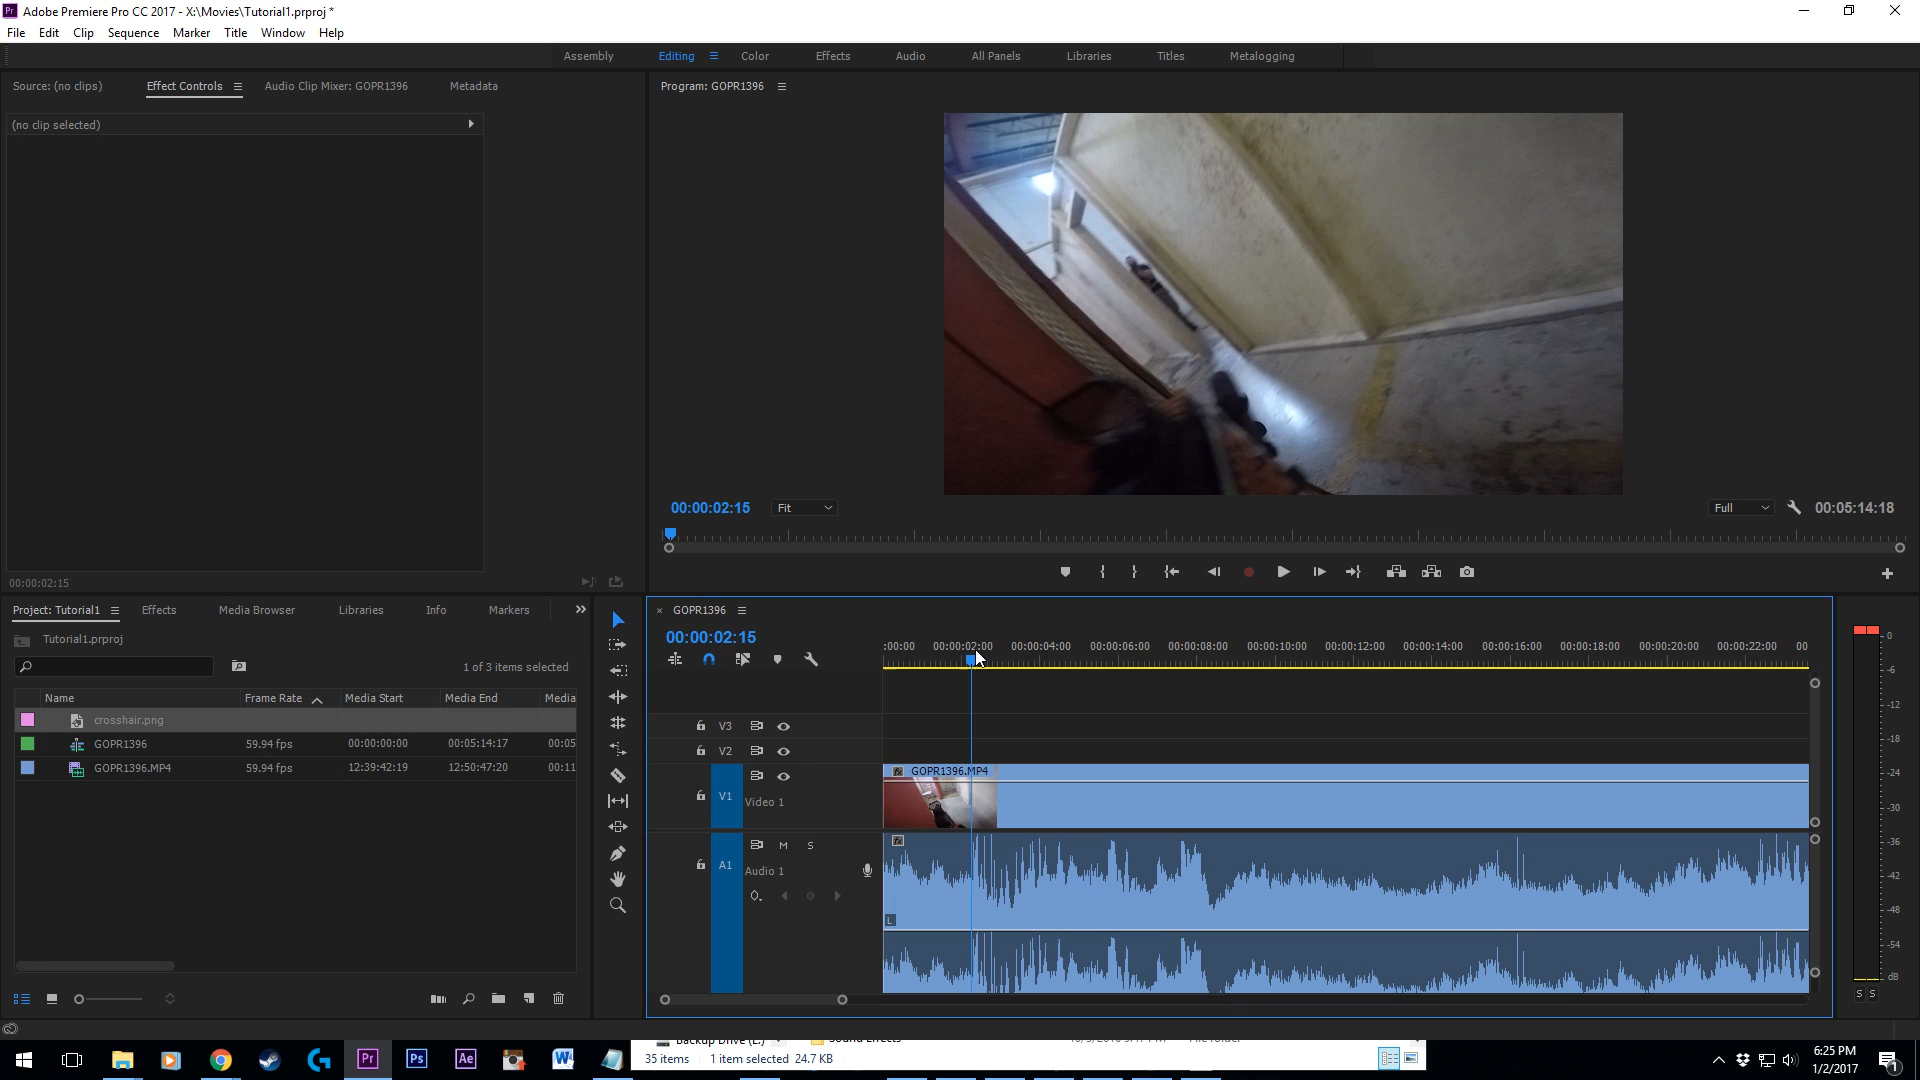 Pr Adobe Premiere Pro CC 2017 - X:\Movies\Tutorial1.prproj *
File Edit Clip Sequence Marker Title Window Help
Assembly Editing Color Effects Audio All Panels Libraries Titles Metalogging
Source: (no clips) Effect Controls Audio Clip Mixer: GOPR1396 Metadata
Program: GOPR1396
(no clip selected)
00:00:02:15 Fit Full 00:05:14:18
00:00:02:15
Project: Tutorial1 Effects Media Browser Libraries Info Markers
Tutorial1.prproj
1 of 3 items selected
Name Frame Rate Media Start Media End Media
crosshair.png
GOPR1396 59.94 fps 00:00:00:00 00:05:14:17 00:05
GOPR1396.MP4 59.94 fps 12:39:42:19 12:50:47:20 00:11
× GOPR1396
00:00:02:15
:00:00 00:00:02:00 00:00:04:00 00:00:06:00 00:00:08:00 00:00:10:00 00:00:12:00 00:00:14:00 00:00:16:00 00:00:18:00 00:00:20:00 00:00:22:00 00
V3
V2
V1 Video 1
fx GOPR1396.MP4
A1 M S
Audio 1
fx
L
0
-6
-12
-18
-24
-30
-36
-42
-48
-54
dB
S S
Pr Ps Ae W
35 items 1 item selected 24.7 KB
6:25 PM
1/2/2017
1